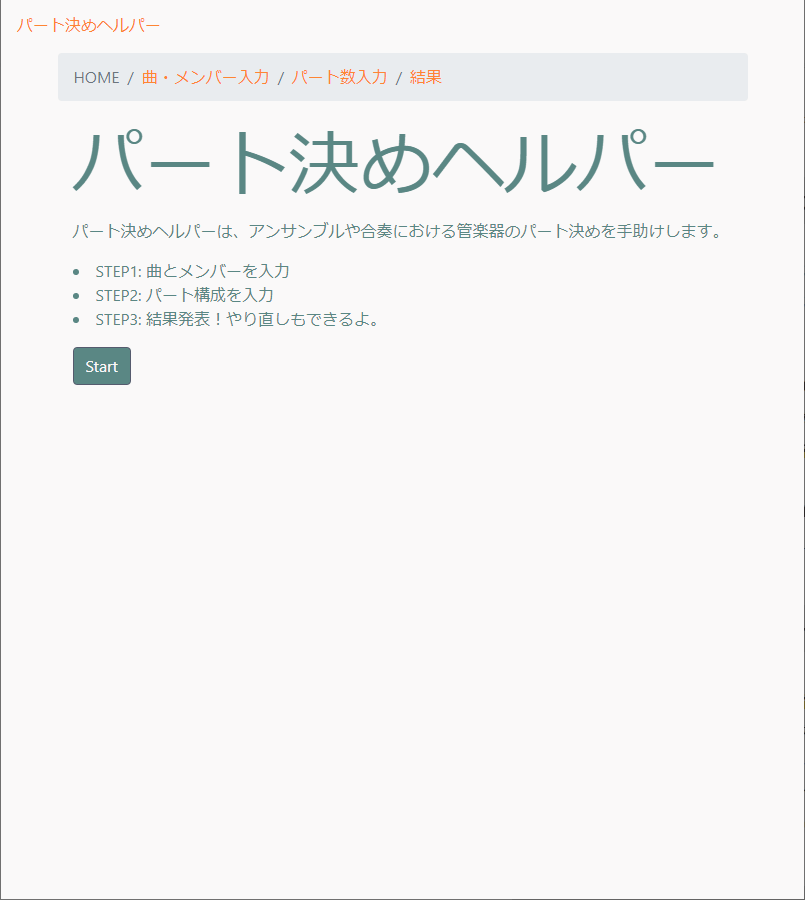 パート決めヘルパー
HOME / 曲・メンバー入力 / パート数入力 / 結果
パート決めヘルパー
パート決めヘルパーは、アンサンブルや合奏における管楽器のパート決めを手助けします。
• STEP1: 曲とメンバーを入力
• STEP2: パート構成を入力
• STEP3: 結果発表！やり直しもできるよ。
Start